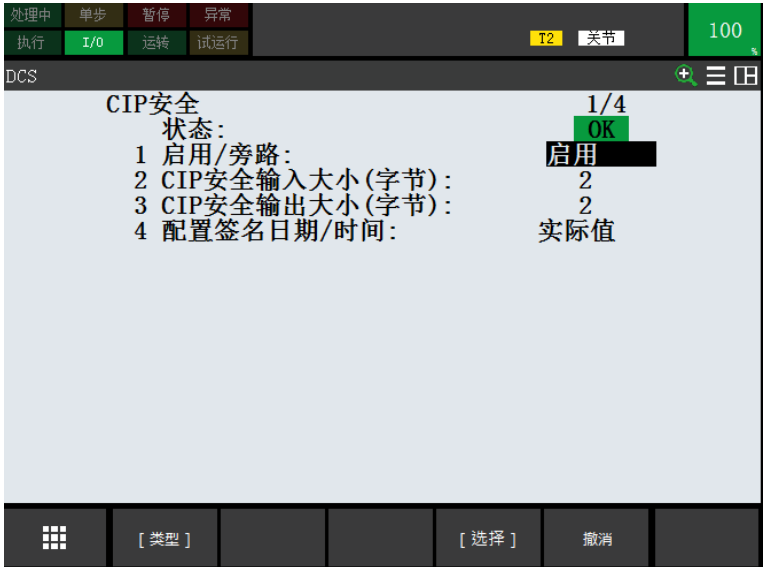 处理中 单步 暂停 异常
执行 I/O 运转 试运行 T2 关节 100 %
DCS
CIP安全 1/4
状态: OK
1 启用/旁路: 启用
2 CIP安全输入大小(字节): 2
3 CIP安全输出大小(字节): 2
4 配置签名日期/时间: 实际值
[ 类型 ] [ 选择 ] 撤消